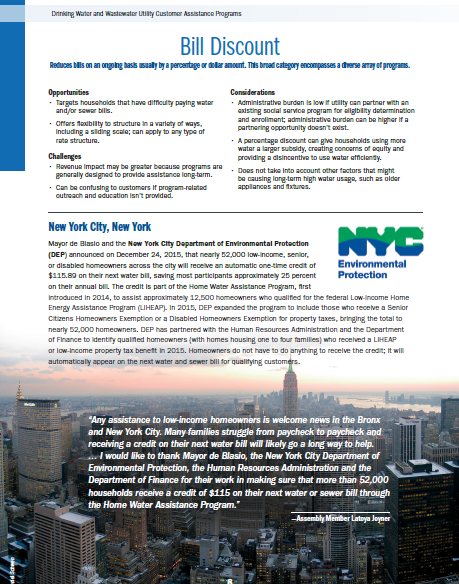 Drinking Water and Wastewater Utility Customer Assistance Programs
Bill Discount
Reduces bills on an ongoing basis usually by a percentage or dollar amount. This broad category encompasses a diverse array of programs.
Opportunities
• Targets households that have difficulty paying water
and/or sewer bills.
• Offers flexibility to structure in a variety of ways,
including a sliding scale; can apply to any type of
rate structure.
Challenges
• Revenue impact may be greater because programs are
generally designed to provide assistance long-term.
• Can be confusing to customers if program-related
outreach and education isn't provided.
Considerations
• Administrative burden is low if utility can partner with an
existing social service program for eligibility determination
and enrollment; administrative burden can be higher if a
partnering opportunity doesn't exist.
• A percentage discount can give households using more
water a larger subsidy, creating concerns of equity and
providing a disincentive to use water efficiently.
• Does not take into account other factors that might
be causing long-term high water usage, such as older
appliances and fixtures.
New York City, New York
Mayor de Blasio and the New York City Department of Environmental Protection
(DEP) announced on December 24, 2015, that nearly 52,000 low-income, senior,
or disabled homeowners across the city will receive an automatic one-time credit of
$115.89 on their next water bill, saving most participants approximately 25 percent
on their annual bill. The credit is part of the Home Water Assistance Program, first
introduced in 2014, to assist approximately 12,500 homeowners who qualified for the federal Low-Income Home
Energy Assistance Program (LIHEAP). In 2015, DEP expanded the program to include those who receive a Senior
Citizens Homeowners Exemption or a Disabled Homeowners Exemption for property taxes, bringing the total to
nearly 52,000 homeowners. DEP has partnered with the Human Resources Administration and the Department
of Finance to identify qualified homeowners (with homes housing one to four families) who received a LIHEAP
or low-income property tax benefit in 2015. Homeowners do not have to do anything to receive the credit; it will
automatically appear on the next water and sewer bill for qualifying customers.
NYC
Environmental
Protection
"Any assistance to low-income homeowners is welcome news in the Bronx
and New York City. Many families struggle from paycheck to paycheck and
receiving a credit on their next water bill will likely go a long way to help.
... I would like to thank Mayor de Blasio, the New York City Department of
Environmental Protection, the Human Resources Administration and the
Department of Finance for their work in making sure that more than 52,000
households receive a credit of $115 on their next water or sewer bill through
the Home Water Assistance Program."
—Assembly Member Latoya Joyner
8